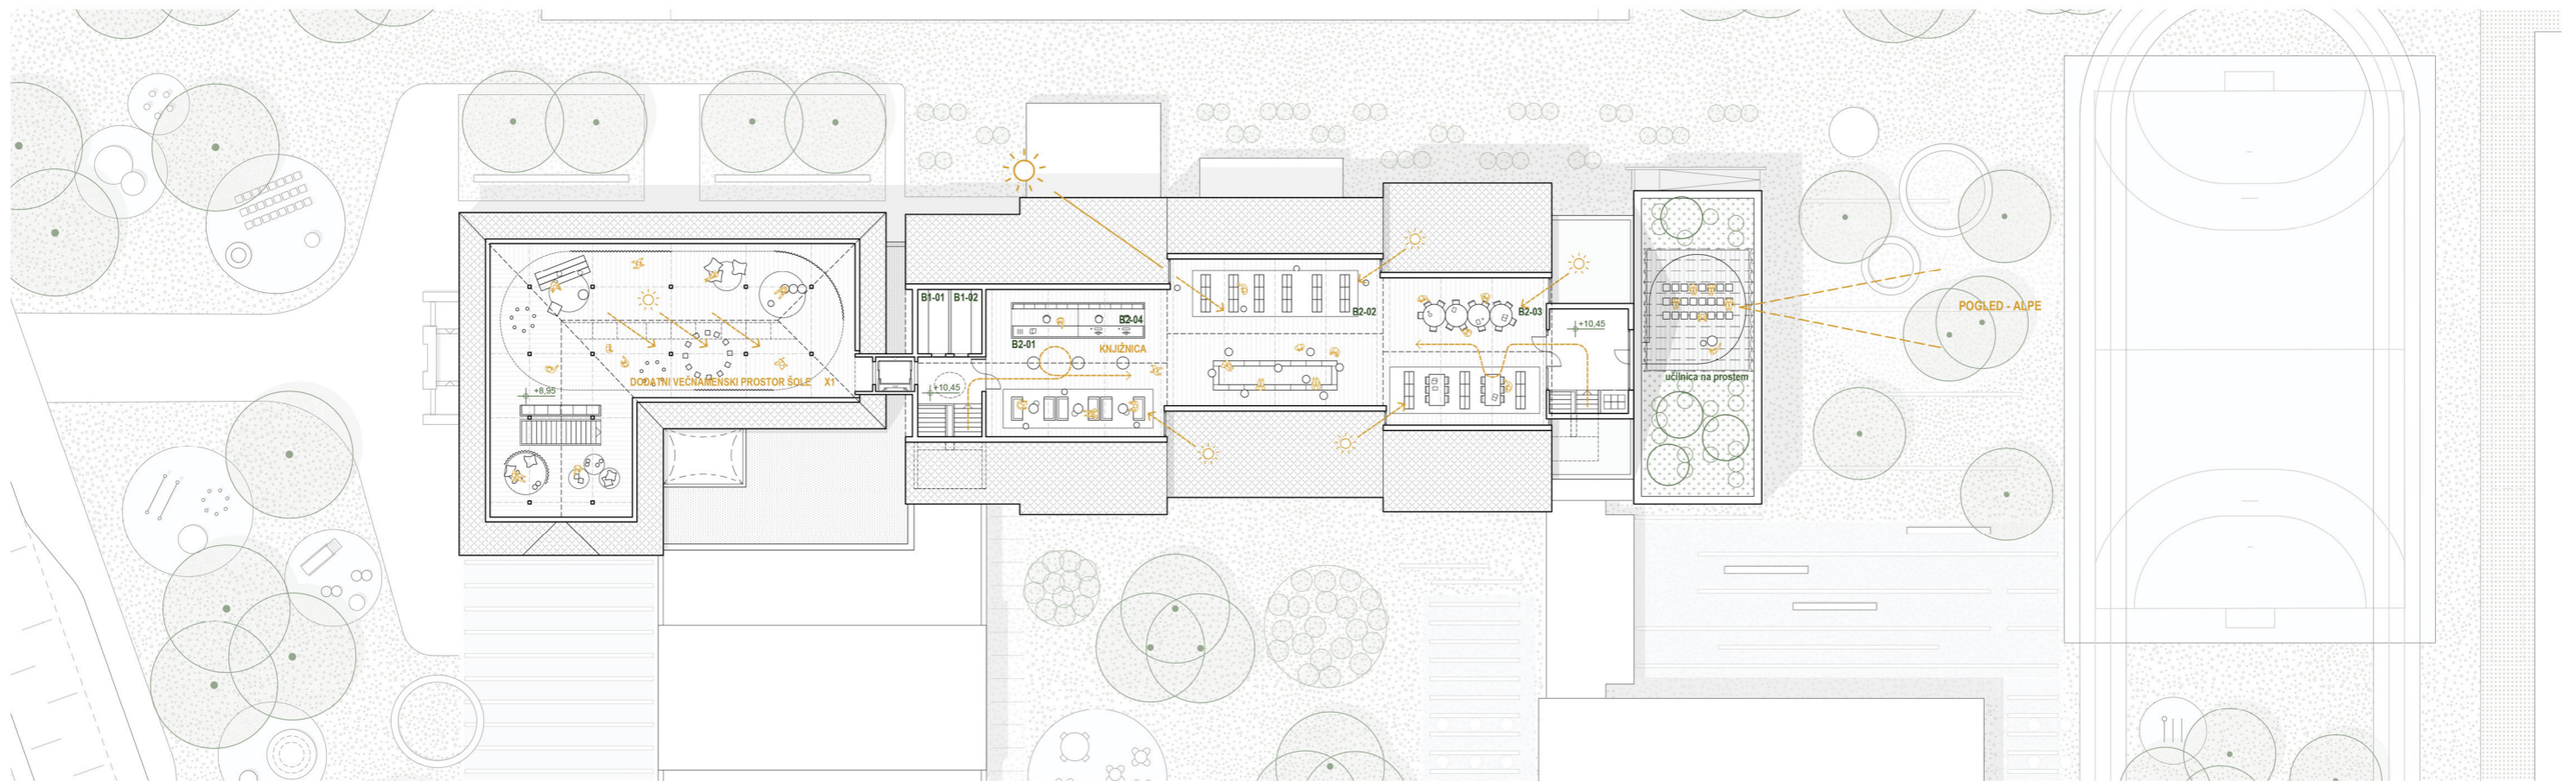 B1-01 B1-02
B2-04
B2-02
B2-03
+10,45
POGLED - ALPE
B2-01
KNJIŽNICA
DODATNI VEČNAMENSKI PROSTOR ŠOLE X1
učilnica na prostem
+8,95
+10,45